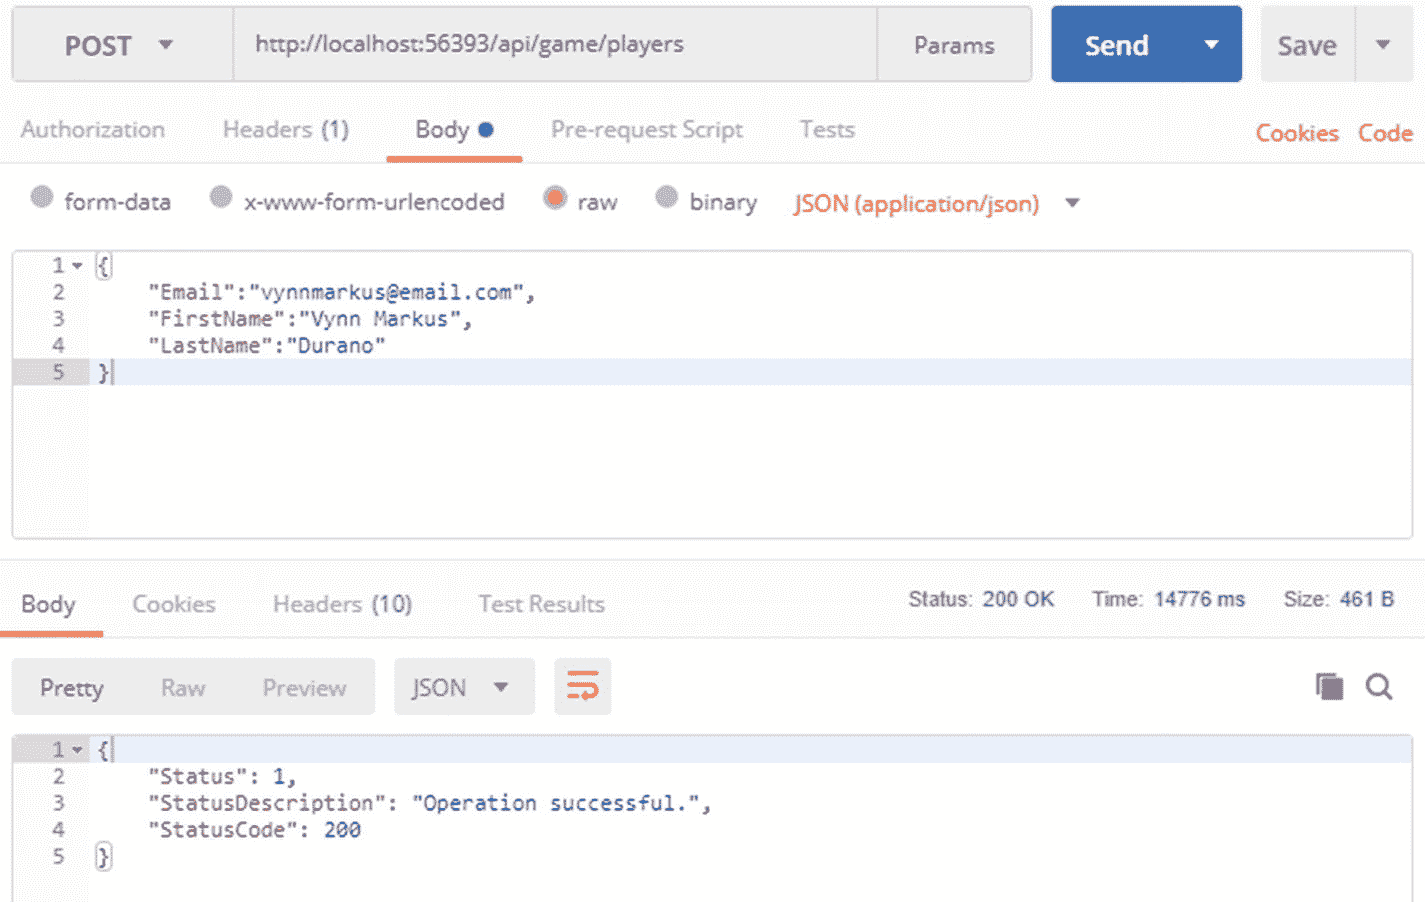 POST http://localhost:56393/api/game/players Params Send Save
Authorization Headers (1) Body Pre-request Script Tests Cookies Code
form-data x-www-form-urlencoded raw binary JSON (application/json)
1 {
2 "Email":"vynnmarkus@email.com",
3 "FirstName":"Vynn Markus",
4 "LastName":"Durano"
5 }
Body Cookies Headers (10) Test Results Status: 200 OK Time: 14776 ms Size: 461 B
Pretty Raw Preview JSON
1 {
2 "Status": 1,
3 "StatusDescription": "Operation successful.",
4 "StatusCode": 200
5 }